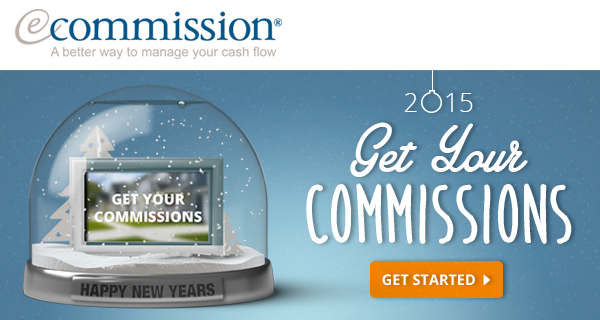 ecommission®
A better way to manage your cash flow
2015
Get Your
COMMISSIONS
GET YOUR
COMMISSIONS
HAPPY NEW YEARS
GET STARTED